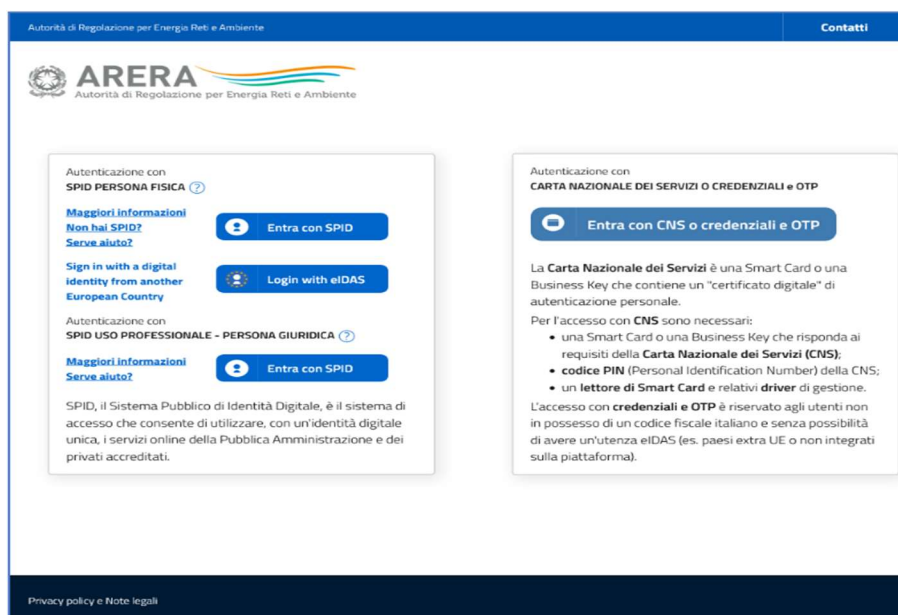 Autorità di Regolazione per Energia Reti e Ambiente
Contatti
ARERA
Autorità di Regolazione per Energia Reti e Ambiente
Autenticazione con
SPID PERSONA FISICA ?
Maggiori informazioni
Non hai SPID?
Serve aiuto?
Entra con SPID
Sign in with a digital
identity from another
European Country
Login with eIDAS
Autenticazione con
SPID USO PROFESSIONALE - PERSONA GIURIDICA ?
Maggiori informazioni
Serve aiuto?
Entra con SPID
SPID, il Sistema Pubblico di Identità Digitale, è il sistema di
accesso che consente di utilizzare, con un'identità digitale
unica, i servizi online della Pubblica Amministrazione e dei
privati accreditati.
Autenticazione con
CARTA NAZIONALE DEI SERVIZI O CREDENZIALI e OTP
Entra con CNS o credenziali e OTP
La Carta Nazionale dei Servizi è una Smart Card o una
Business Key che contiene un "certificato digitale" di
autenticazione personale.
Per l'accesso con CNS sono necessari:
• una Smart Card o una Business Key che risponda ai
requisiti della Carta Nazionale dei Servizi (CNS);
• codice PIN (Personal Identification Number) della CNS;
• un lettore di Smart Card e relativi driver di gestione.
L'accesso con credenziali e OTP è riservato agli utenti non
in possesso di un codice fiscale italiano e senza possibilità
di avere un'utenza eIDAS (es. paesi extra UE o non integrati
sulla piattaforma).
Privacy policy e Note legali